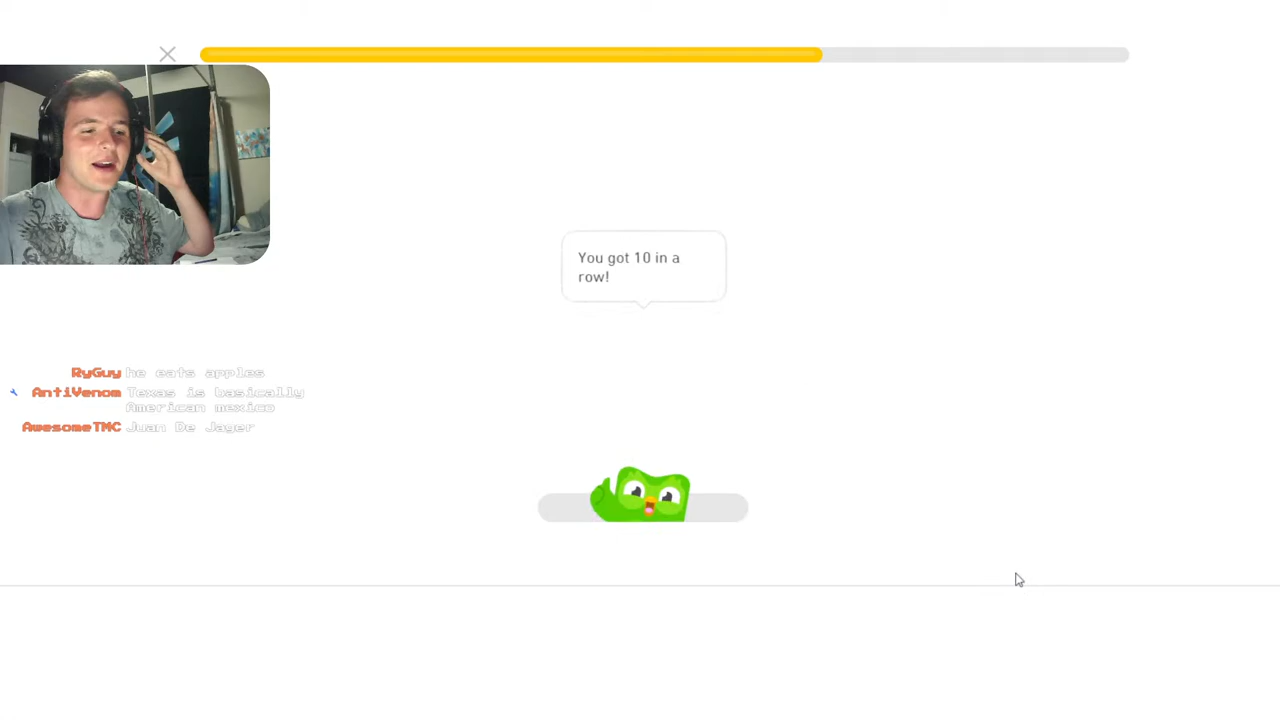 You got 10 in a
row!
RyGuy he eats apples
AntiVenom Texas is basically
American mexico
AwesomeTMC Juan De Jager